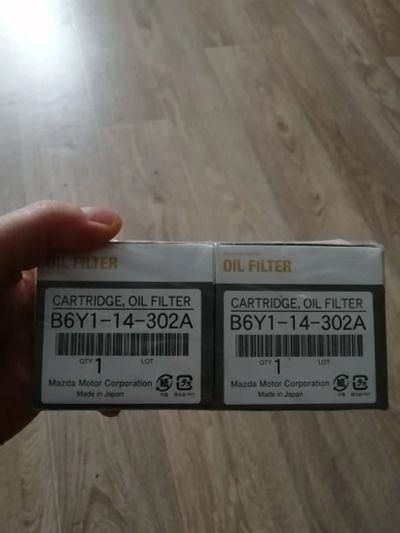 OIL FILTER
CARTRIDGE, OIL FILTER
B6Y1-14-302A
QTY 1 LOT
Mazda Motor Corporation
Made in Japan
OIL FILTER
CARTRIDGE, OIL FILTER
B6Y1-14-302A
QTY 1 LOT
Mazda Motor Corporation
Made in Japan